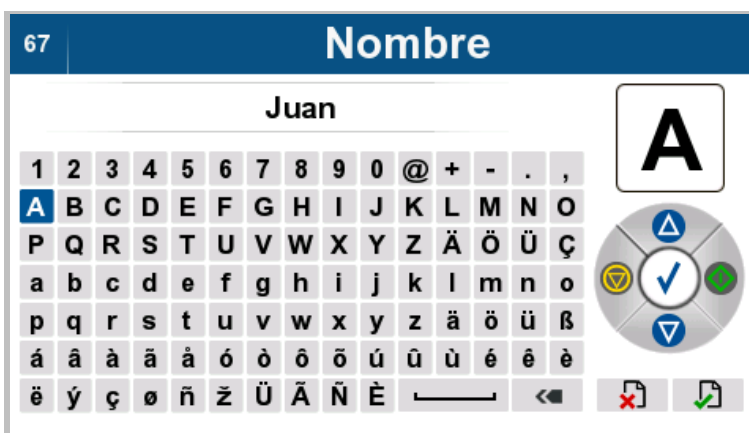 67 Nombre
Juan
A
1 2 3 4 5 6 7 8 9 0 @ + - . ,
A B C D E F G H I J K L M N O
P Q R S T U V W X Y Z Ä Ö Ü Ç
a b c d e f g h i j k l m n o
p q r s t u v w x y z ä ö ü ß
á â à ã å ó ò ô õ ú û ù é ê è
ë ý ç ø ñ ž Ü Ã Ñ È